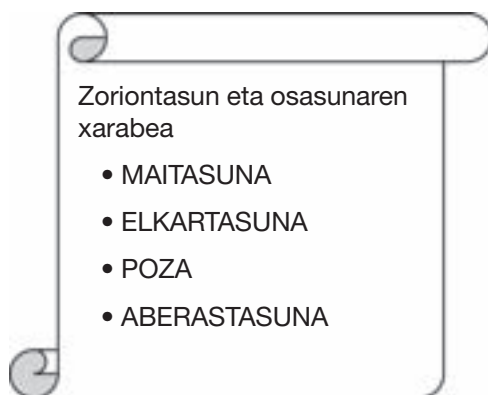 Zoriontasun eta osasunaren
xarabea
• MAITASUNA
• ELKARTASUNA
• POZA
• ABERASTASUNA